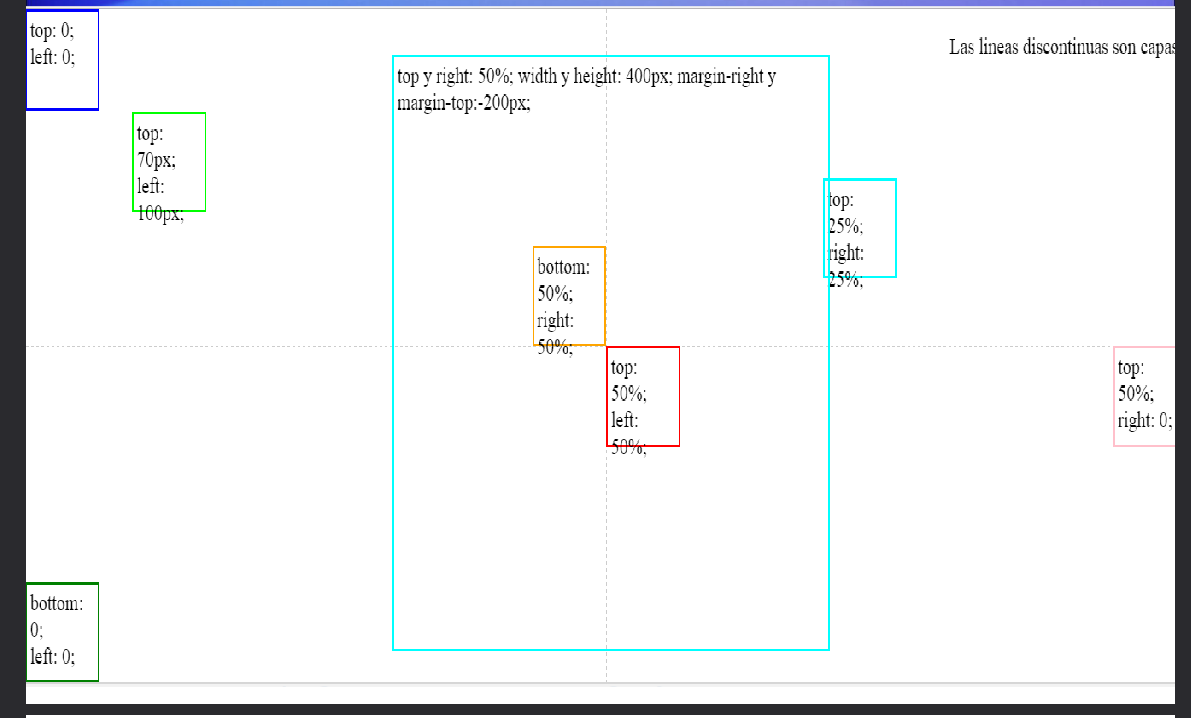 top: 0;
left: 0;
Las lineas discontinuas son capas
top y right: 50%; width y height: 400px; margin-right y
margin-top:-200px;
top:
70px;
left:
100px;
top:
25%;
right:
25%;
bottom:
50%;
right:
50%;
top:
50%;
left:
50%;
top:
50%;
right: 0;
bottom:
0;
left: 0;